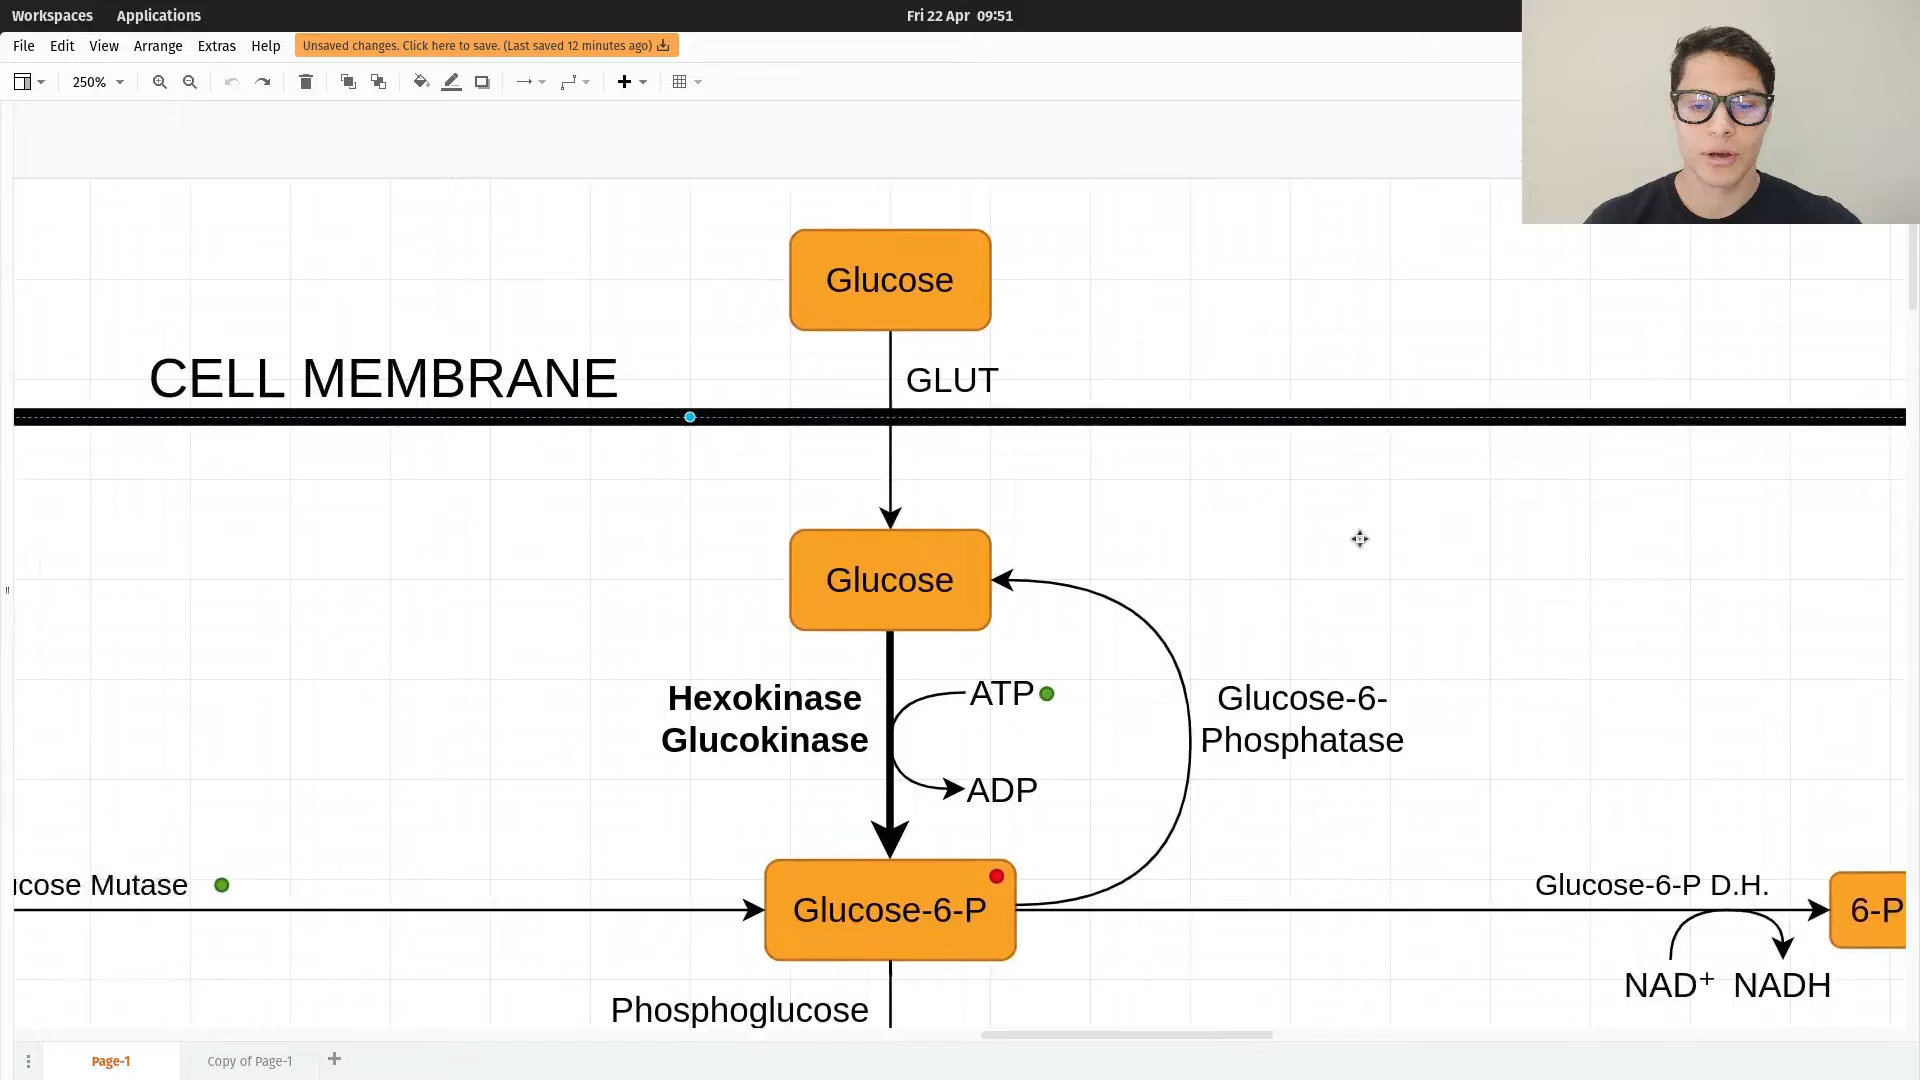 Workspaces Applications Fri 22 Apr 09:51
File Edit View Arrange Extras Help Unsaved changes. Click here to save. (Last saved 12 minutes ago)
250%
Glucose
CELL MEMBRANE
GLUT
Glucose
Hexokinase
Glucokinase
ATP
ADP
Glucose-6-
Phosphatase
ucose Mutase
Glucose-6-P
Glucose-6-P D.H.
6-P
NAD⁺ NADH
Phosphoglucose
Page-1 Copy of Page-1